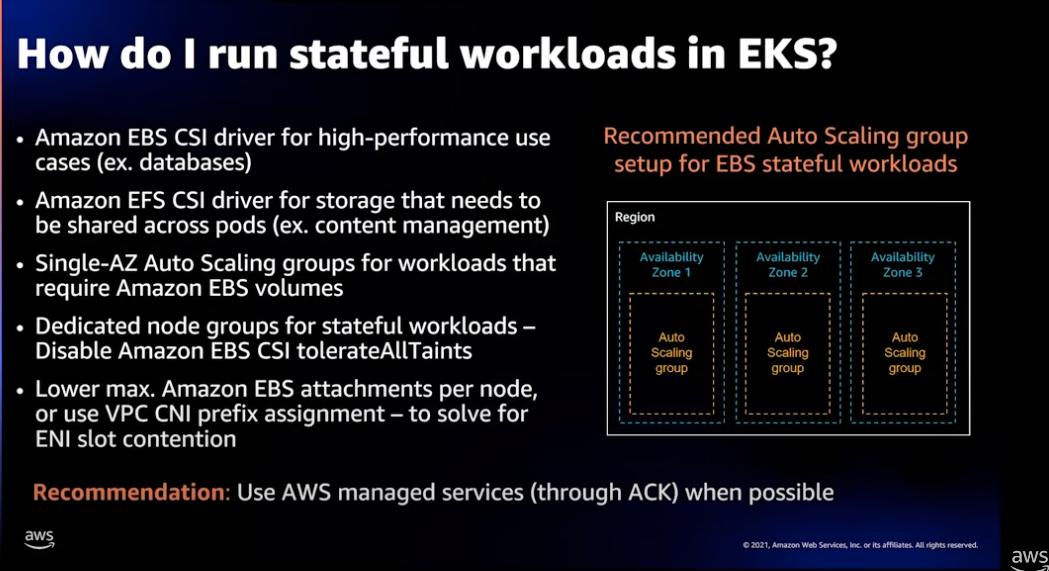 How do I run stateful workloads in EKS?
• Amazon EBS CSI driver for high-performance use
cases (ex. databases)
• Amazon EFS CSI driver for storage that needs to
be shared across pods (ex. content management)
• Single-AZ Auto Scaling groups for workloads that
require Amazon EBS volumes
• Dedicated node groups for stateful workloads –
Disable Amazon EBS CSI tolerateAllTaints
• Lower max. Amazon EBS attachments per node,
or use VPC CNI prefix assignment – to solve for
ENI slot contention
Recommended Auto Scaling group
setup for EBS stateful workloads
Region
Availability
Zone 1
Auto
Scaling
group
Availability
Zone 2
Auto
Scaling
group
Availability
Zone 3
Auto
Scaling
group
Recommendation: Use AWS managed services (through ACK) when possible
aws
© 2021, Amazon Web Services, Inc. or its affiliates. All rights reserved.
aws